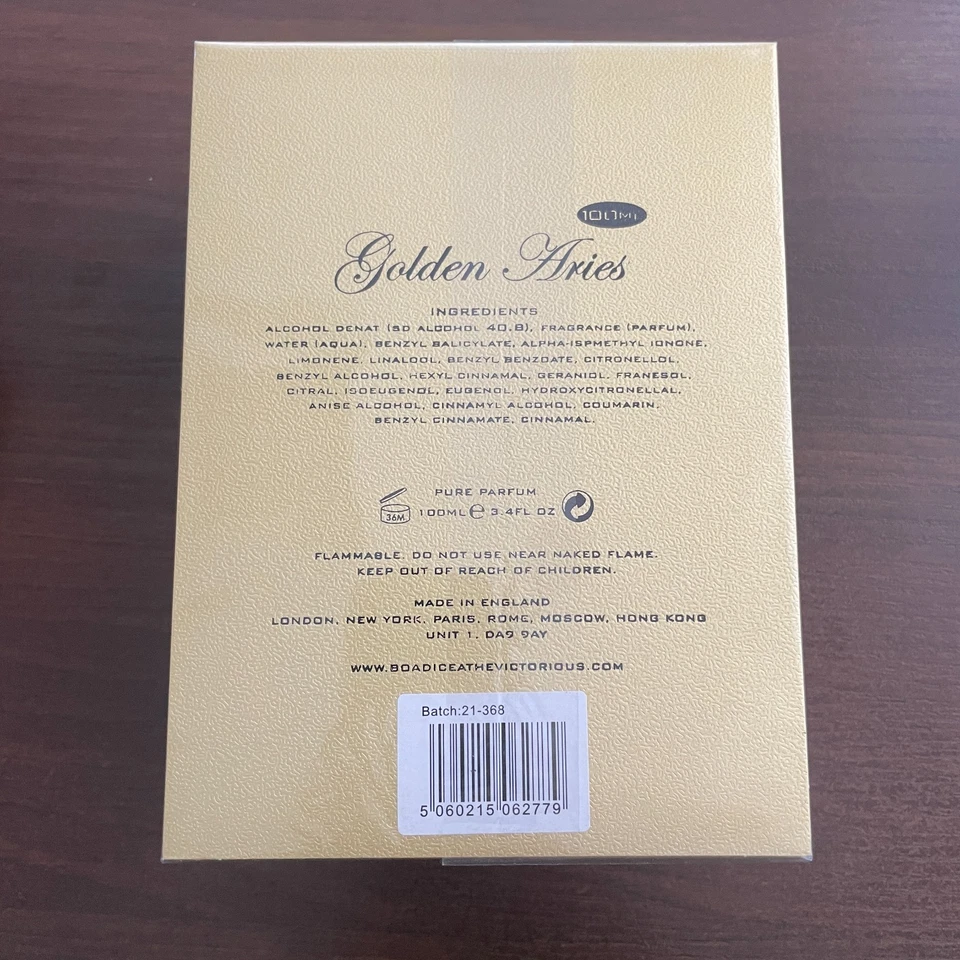 100ML
Golden Aries
INGREDIENTS
ALCOHOL DENAT (SD ALCOHOL 40.B), FRAGRANCE (PARFUM),
WATER (AQUA), BENZYL SALICYLATE, ALPHA-ISPMETHYL IONONE,
LIMONENE, LINALOOL, BENZYL BENZOATE, CITRONELLOL,
BENZYL ALCOHOL, HEXYL CINNAMAL, GERANIOL, FRANESOL,
CITRAL, ISOEUGENOL, EUGENOL, HYDROXYCITRONELLAL,
ANISE ALCOHOL, CINNAMYL ALCOHOL, COUMARIN,
BENZYL CINNAMATE, CINNAMAL.
PURE PARFUM
36M 100ML e 3.4FL OZ
FLAMMABLE. DO NOT USE NEAR NAKED FLAME.
KEEP OUT OF REACH OF CHILDREN.
MADE IN ENGLAND
LONDON, NEW YORK, PARIS, ROME, MOSCOW, HONG KONG
UNIT 1, DA9 9AY
WWW.BOADICEATHEVICTORIOUS.COM
Batch:21-368
5 060215 062779